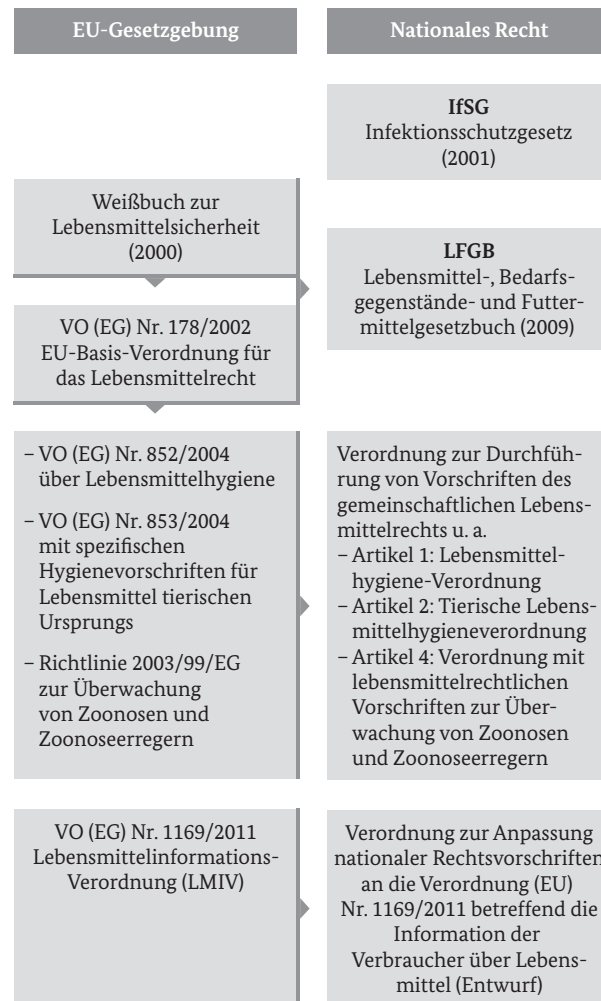 EU-Gesetzgebung
Nationales Recht
IfSG
Infektionsschutzgesetz
(2001)
Weißbuch zur
Lebensmittelsicherheit
(2000)
LFGB
Lebensmittel-, Bedarfs-
gegenstände- und Futter-
mittelgesetzbuch (2009)
VO (EG) Nr. 178/2002
EU-Basis-Verordnung für
das Lebensmittelrecht
– VO (EG) Nr. 852/2004
über Lebensmittelhygiene
– VO (EG) Nr. 853/2004
mit spezifischen
Hygienevorschriften für
Lebensmittel tierischen
Ursprungs
– Richtlinie 2003/99/EG
zur Überwachung
von Zoonosen und
Zoonoseerregern
Verordnung zur Durchfüh-
rung von Vorschriften des
gemeinschaftlichen Lebens-
mittelrechts u. a.
– Artikel 1: Lebensmittel-
hygiene-Verordnung
– Artikel 2: Tierische Lebens-
mittelhygieneverordnung
– Artikel 4: Verordnung mit
lebensmittelrechtlichen
Vorschriften zur Über-
wachung von Zoonosen
und Zoonoseerregern
VO (EG) Nr. 1169/2011
Lebensmittelinformations-
Verordnung (LMIV)
Verordnung zur Anpassung
nationaler Rechtsvorschriften
an die Verordnung (EU)
Nr. 1169/2011 betreffend die
Information der
Verbraucher über Lebens-
mittel (Entwurf)